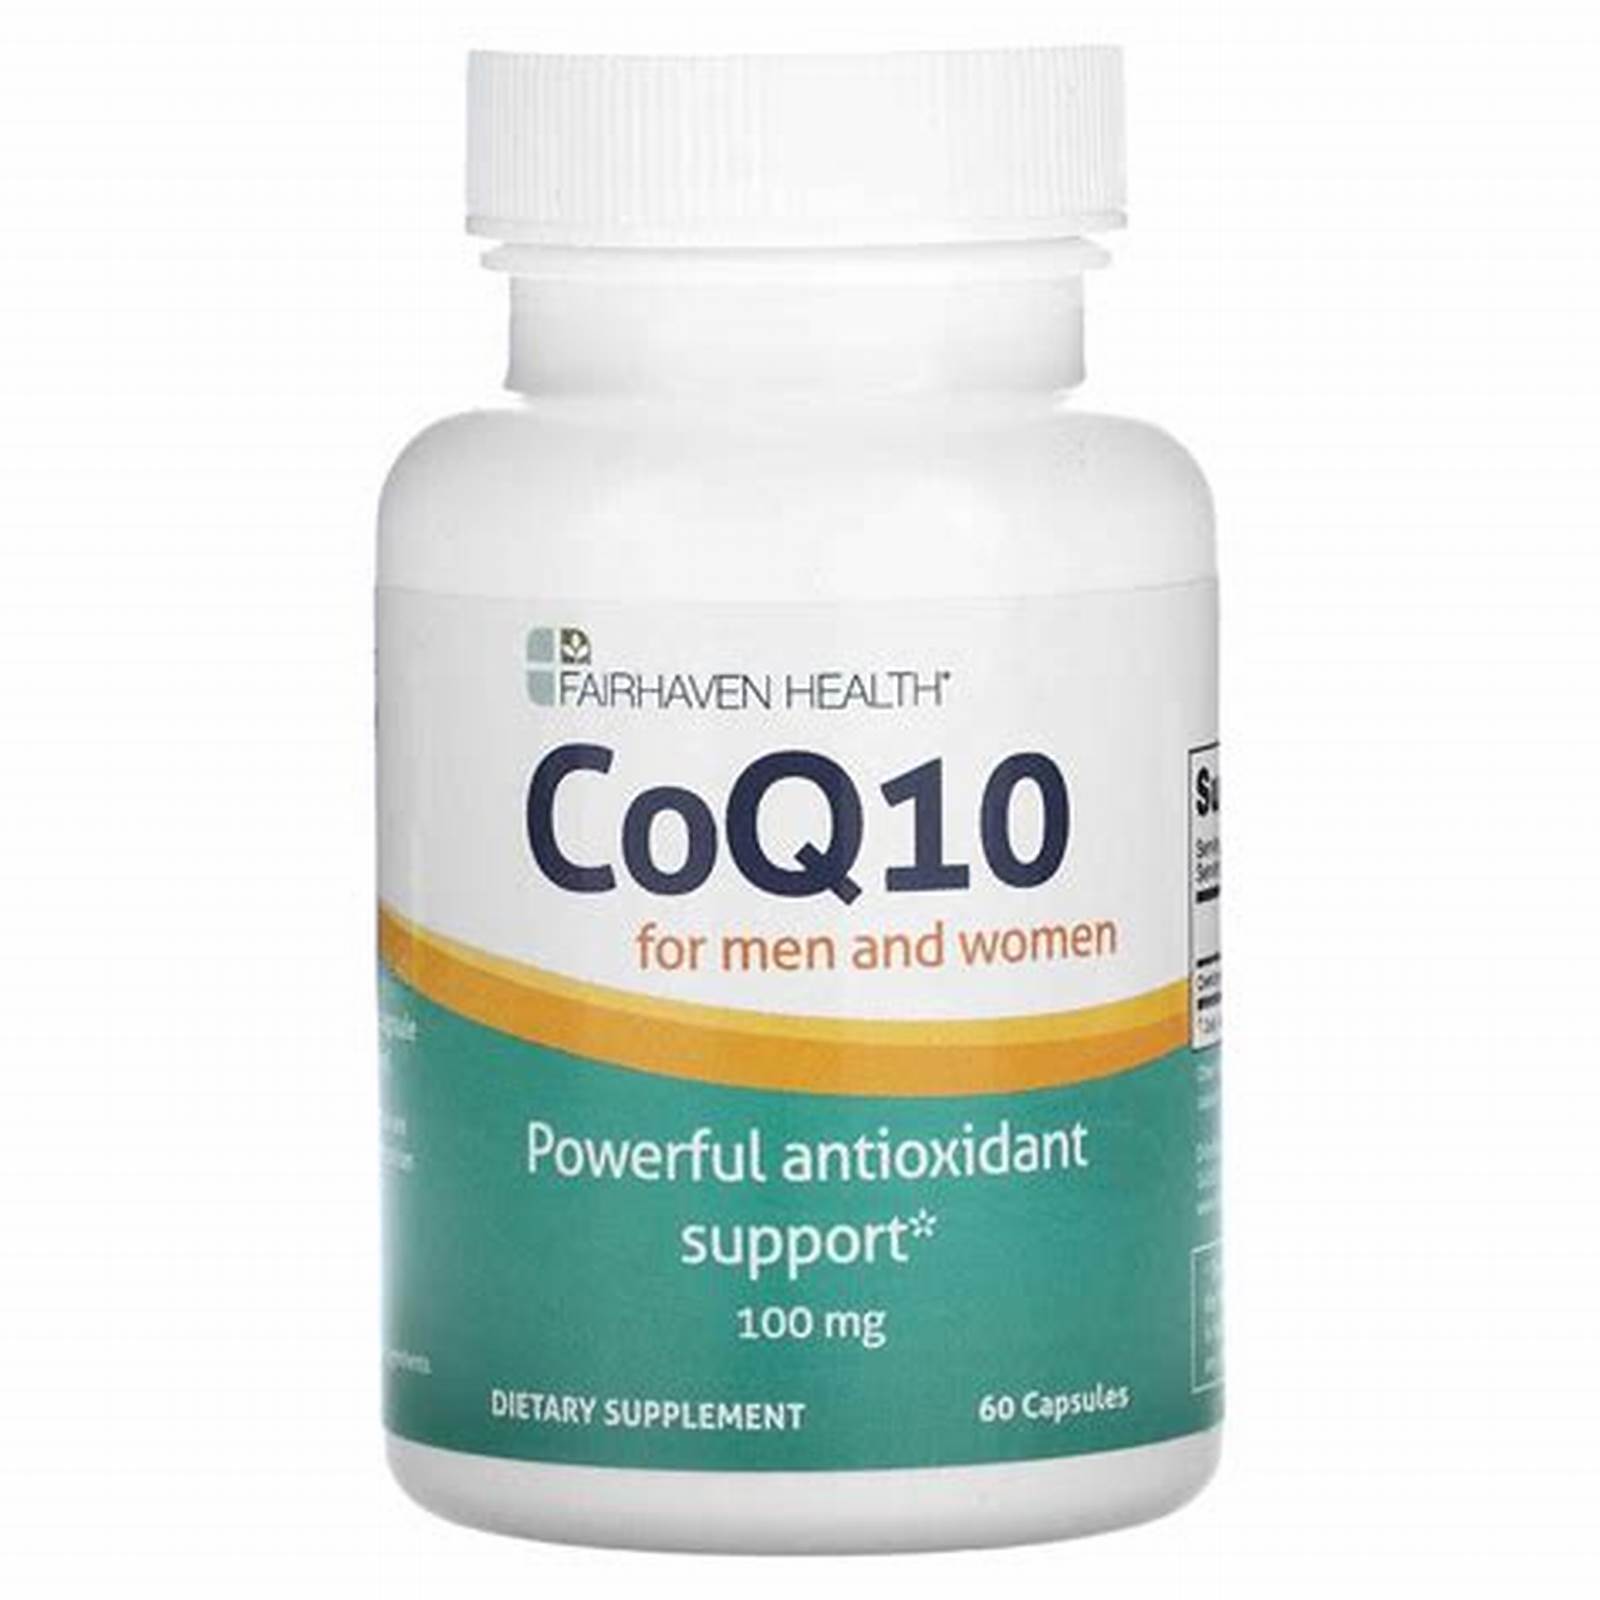 FAIRHAVEN HEALTH
CoQ10
for men and women
Powerful antioxidant
support*
100 mg
DIETARY SUPPLEMENT
60 Capsules